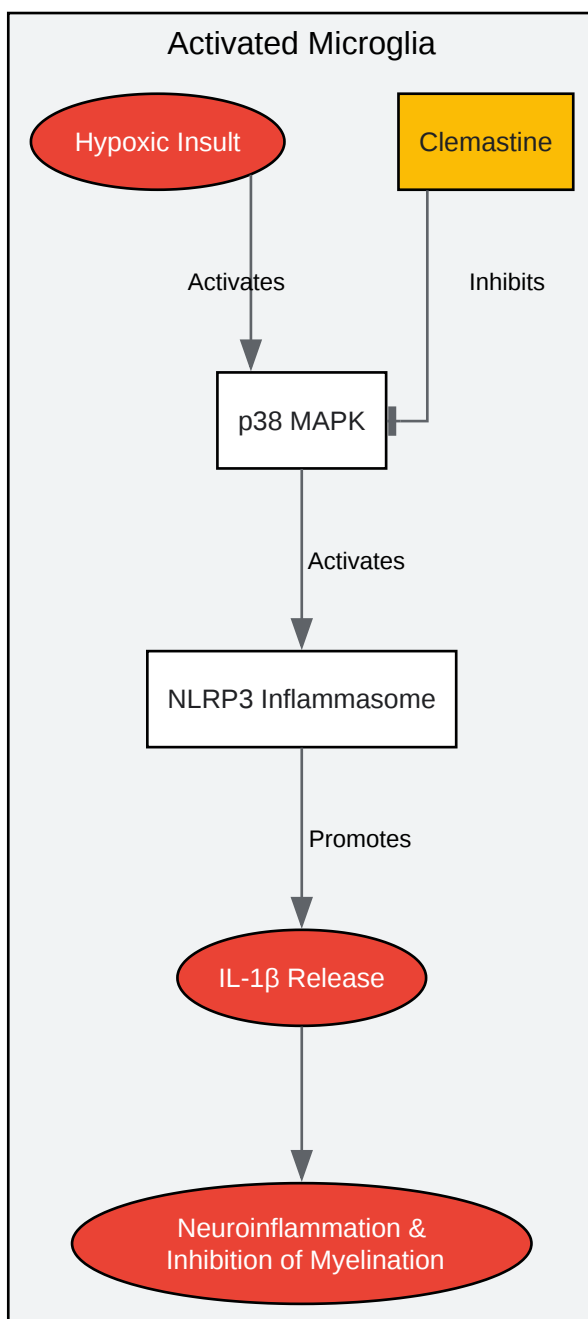 Activated Microglia
Hypoxic Insult
Clemastine
Activates
Inhibits
p38 MAPK
Activates
NLRP3 Inflammasome
Promotes
IL-1β Release
Neuroinflammation &
Inhibition of Myelination